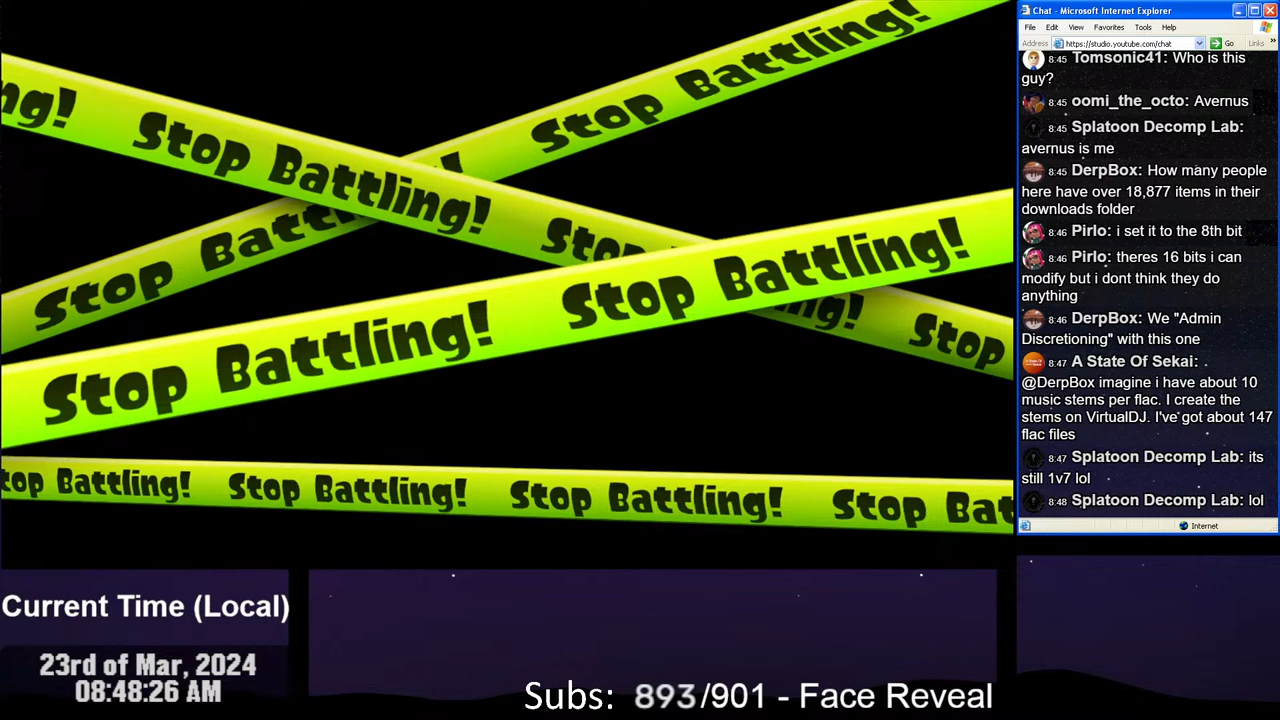 Stop Battling!
ng! Stop Battling! Stop
Stop Battling!
Stop Battling! Stop Battling!
Stop Battling! Stop Battling! Stop Battling!
Chat - Microsoft Internet Explorer
File Edit View Favorites Tools Help
Address https://studio.youtube.com/chat Go Links
8:45 Tomsonic41: Who is this
guy?
8:45 oomi_the_octo: Avernus
8:45 Splatoon Decomp Lab:
avernus is me
8:45 DerpBox: How many people
here have over 18,877 items in their
downloads folder
8:46 Pirlo: i set it to the 8th bit
8:46 Pirlo: theres 16 bits i can
modify but i dont think they do
anything
8:46 DerpBox: We "Admin
Discretioning" with this one
8:47 A State Of Sekai:
@DerpBox imagine i have about 10
music stems per flac. I create the
stems on VirtualDJ. I've got about 147
flac files
8:47 Splatoon Decomp Lab: its
still 1v7 lol
8:48 Splatoon Decomp Lab: lol
Internet
Current Time (Local)
23rd of Mar, 2024
08:48:26 AM
Subs: 893/901 - Face Reveal